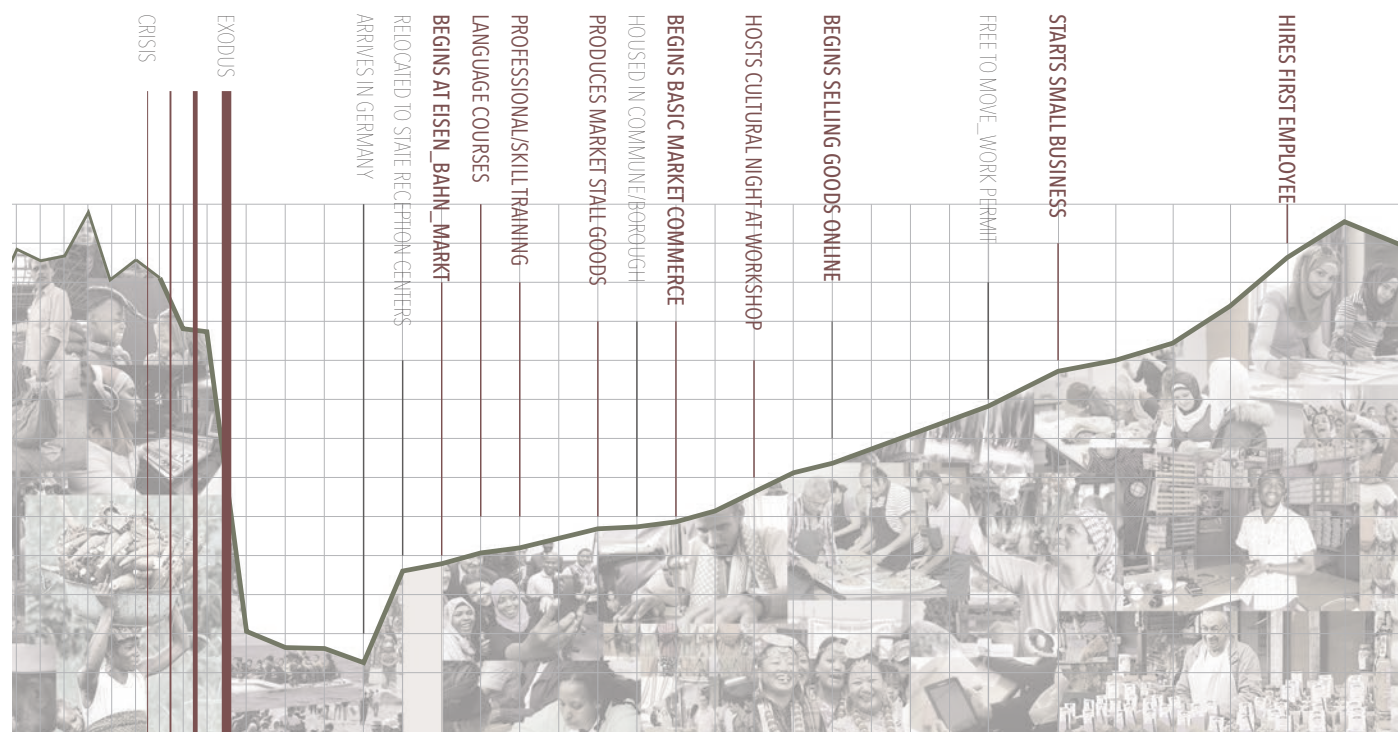 CRISIS
EXODUS
ARRIVES IN GERMANY
RELOCATED TO STATE RECEPTION CENTERS
BEGINS AT EISEN_BAHN_MARKT
LANGUAGE COURSES
PROFESSIONAL/SKILL TRAINING
PRODUCES MARKET STALL GOODS
HOUSED IN COMMUNE/BOROUGH
BEGINS BASIC MARKET COMMERCE
HOSTS CULTURAL NIGHT AT WORKSHOP
BEGINS SELLING GOODS ONLINE
FREE TO MOVE_WORK PERMIT
STARTS SMALL BUSINESS
HIRES FIRST EMPLOYEE